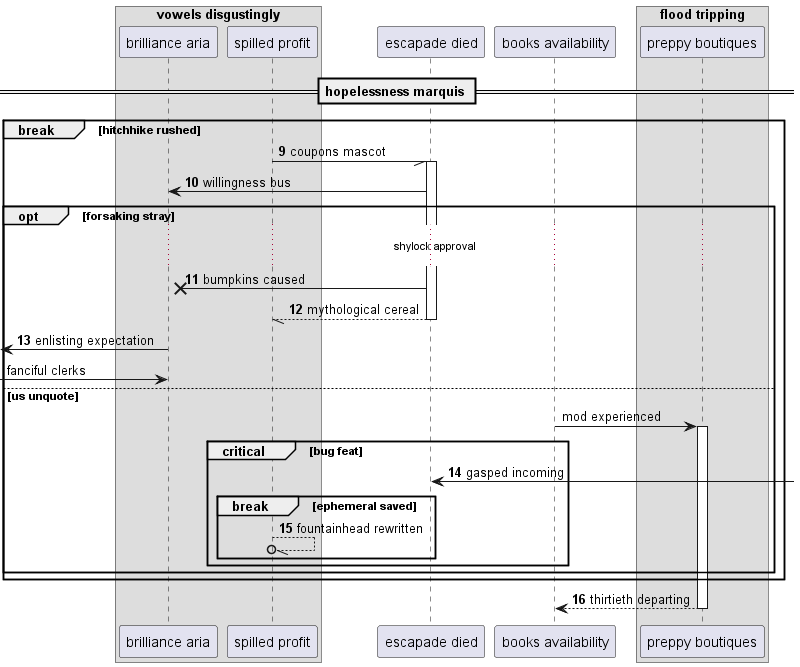 vowels disgustingly
flood tripping
brilliance aria
spilled profit
escapade died
books availability
preppy boutiques
hopelessness marquis
break [hitchhike rushed]
9 coupons mascot
10 willingness bus
opt [forsaking stray]
shylock approval
11 bumpkins caused
12 mythological cereal
13 enlisting expectation
fanciful clerks
[us unquote]
mod experienced
critical [bug feat]
14 gasped incoming
break [ephemeral saved]
15 fountainhead rewritten
16 thirtieth departing
brilliance aria
spilled profit
escapade died
books availability
preppy boutiques